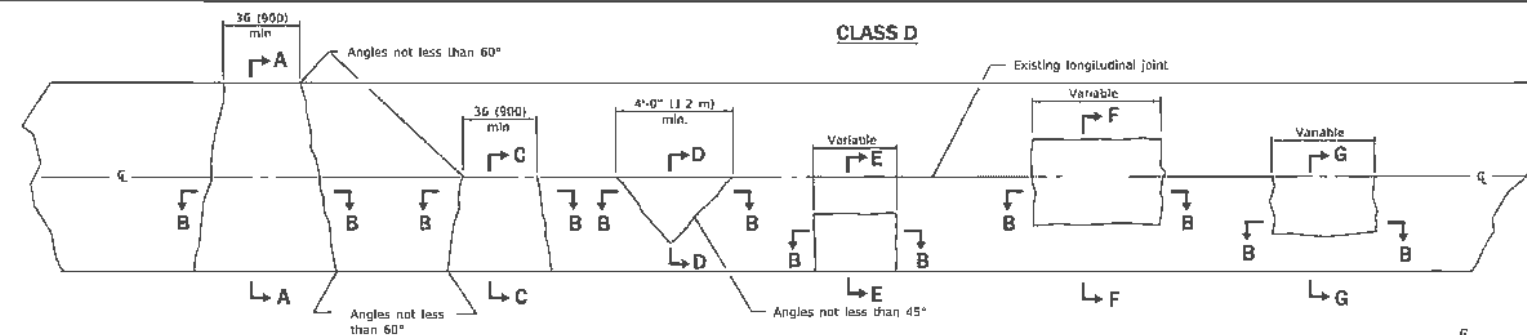 CLASS D
36 (900)
min
A
Angles not less than 60°
Existing longitudinal joint
36 (900)
min
4'-0" (1.2 m)
min.
Variable
Variable
Variable
C
D
E
F
G
℄
℄
B
B
B
B
B
B
B
B
B
B
B
B
D
A
C
E
F
G
Angles not less
than 60°
Angles not less than 45°